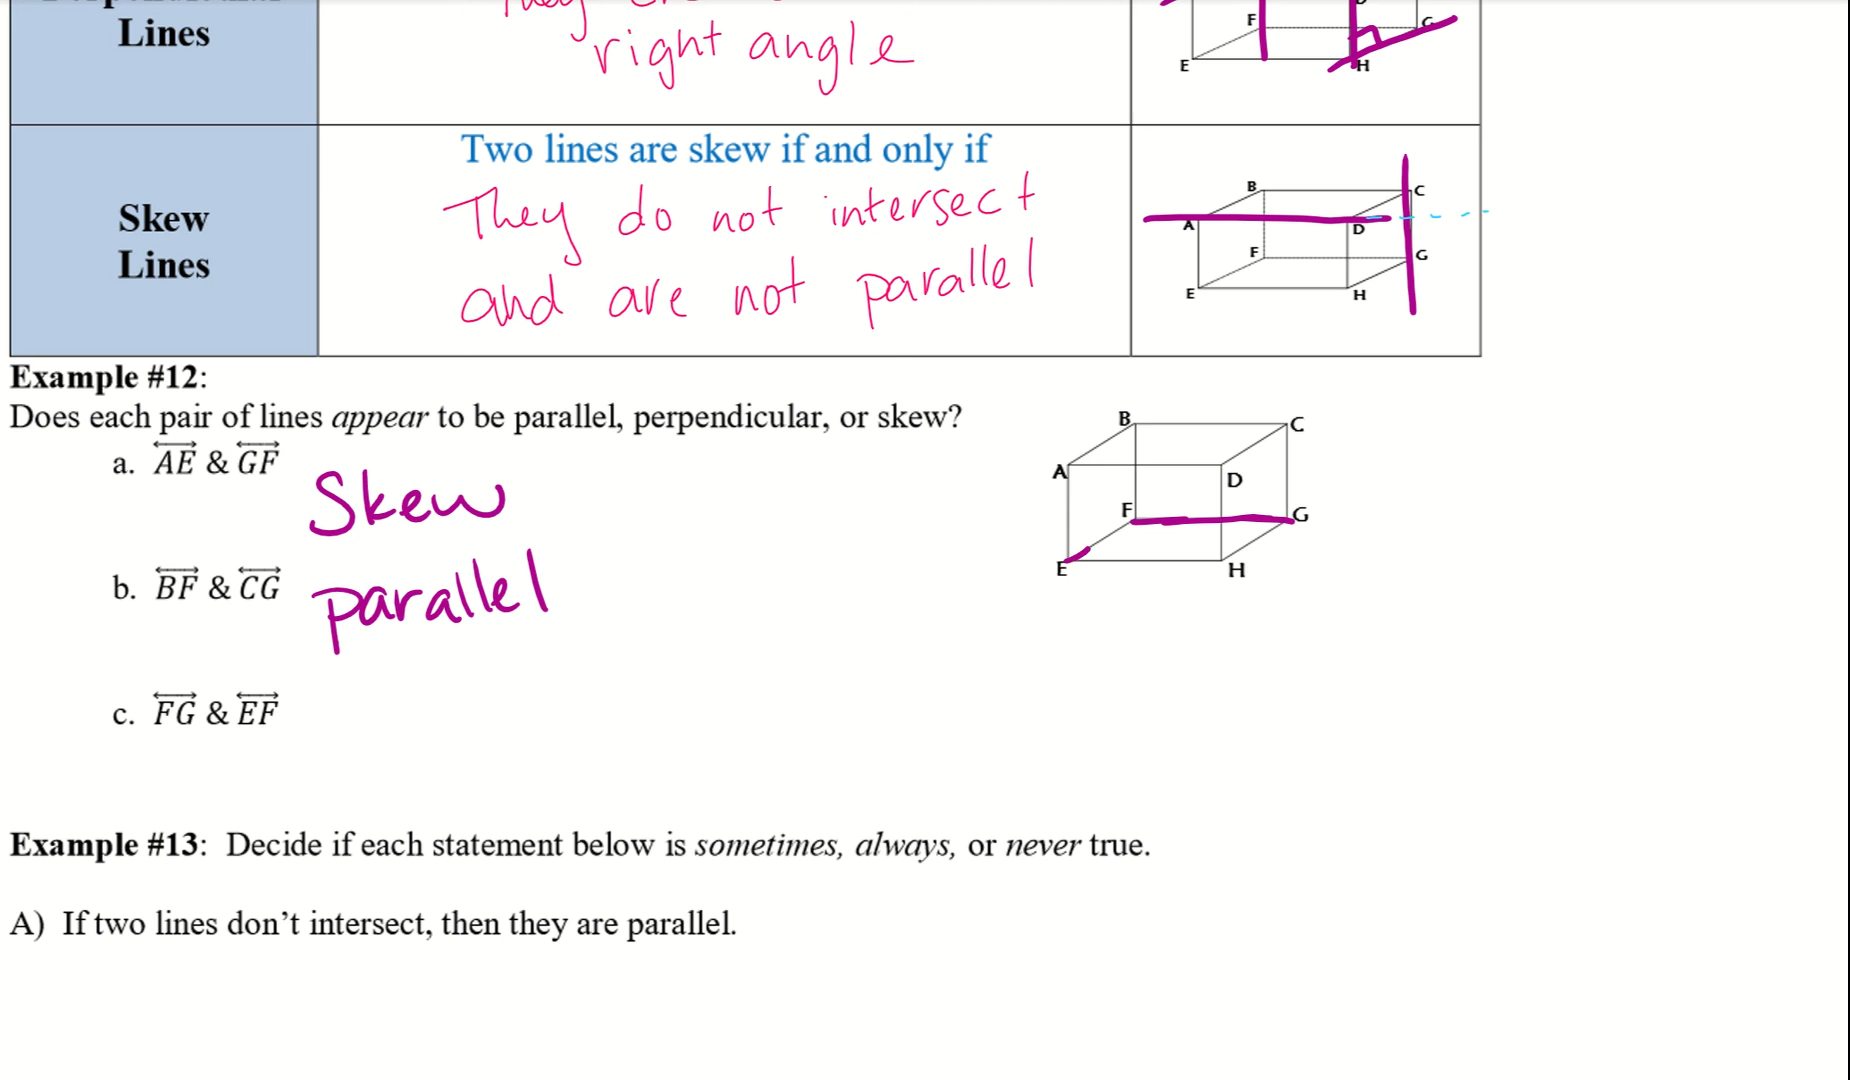 Lines
right angle
F
G
E
H
Two lines are skew if and only if
They do not intersect
and are not parallel
Skew
Lines
B
C
A
D
F
G
E
H
Example #12:
Does each pair of lines appear to be parallel, perpendicular, or skew?
a. AE & GF
Skew
b. BF & CG
parallel
c. FG & EF
B
C
A
D
F
G
E
H
Example #13: Decide if each statement below is sometimes, always, or never true.
A) If two lines don’t intersect, then they are parallel.